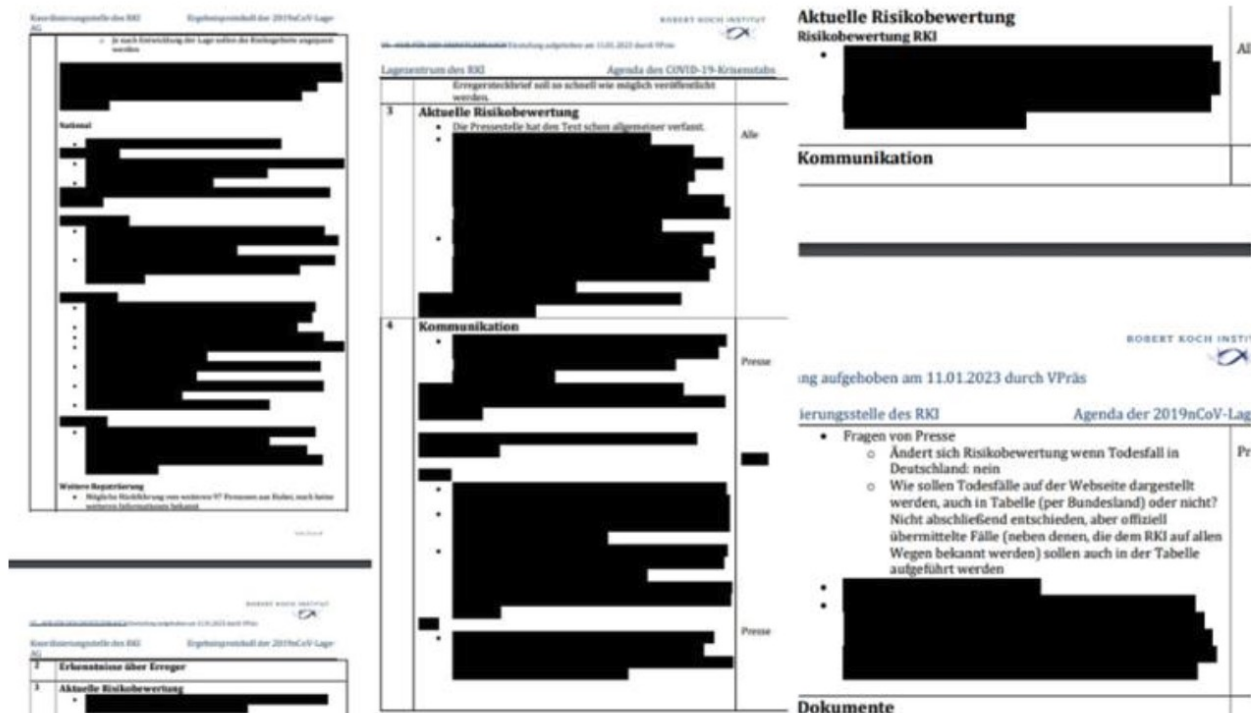 Koordinierungsstelle des RKI Ergebnisprotokoll der 2019nCoV-Lage-
AG
o Je nach Entwicklung der Lage sollen die Risikogebiete angepasst
werden
National
Weitere Repatriierung
• Mögliche Rückführung von weiteren 97 Personen aus Hubei, noch keine
weiteren Informationen bekannt
ROBERT KOCH INSTITUT
Koordinierungsstelle des RKI Ergebnisprotokoll der 2019nCoV-Lage-
AG
2 Erkenntnisse über Erreger
3 Aktuelle Risikobewertung
ROBERT KOCH INSTITUT
VS - NUR FÜR DEN DIENSTGEBRAUCH Einstufung aufgehoben am 11.01.2023 durch VPräs
Lagezentrum des RKI Agenda des COVID-19-Krisenstabs
Erregersteckbrief soll so schnell wie möglich veröffentlicht
werden.
3 Aktuelle Risikobewertung
• Die Pressestelle hat den Text schon allgemeiner verfasst.
Alle
4 Kommunikation
Presse
Presse
Aktuelle Risikobewertung
Risikobewertung RKI
Al
Kommunikation
ROBERT KOCH INSTIT
ng aufgehoben am 11.01.2023 durch VPräs
ierungsstelle des RKI Agenda der 2019nCoV-Lag
• Fragen von Presse
Pr
o Ändert sich Risikobewertung wenn Todesfall in
Deutschland: nein
o Wie sollen Todesfälle auf der Webseite dargestellt
werden, auch in Tabelle (per Bundesland) oder nicht?
Nicht abschließend entschieden, aber offiziell
übermittelte Fälle (neben denen, die dem RKI auf allen
Wegen bekannt werden) sollen auch in der Tabelle
aufgeführt werden
Dokumente